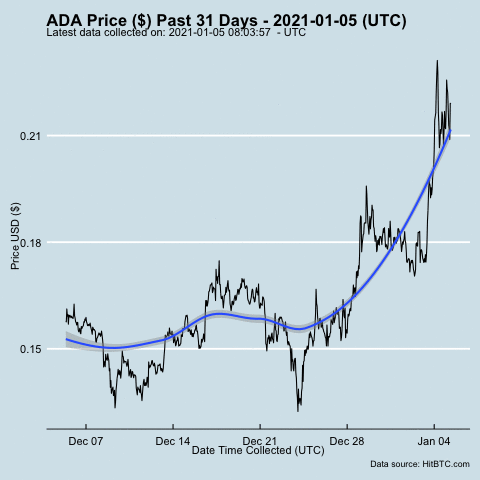 ADA Price ($) Past 31 Days - 2021-01-05 (UTC)
Latest data collected on: 2021-01-05 08:03:57 - UTC
Price USD ($)
0.21
0.18
0.15
Dec 07 Dec 14 Dec 21 Dec 28 Jan 04
Date Time Collected (UTC)
Data source: HitBTC.com